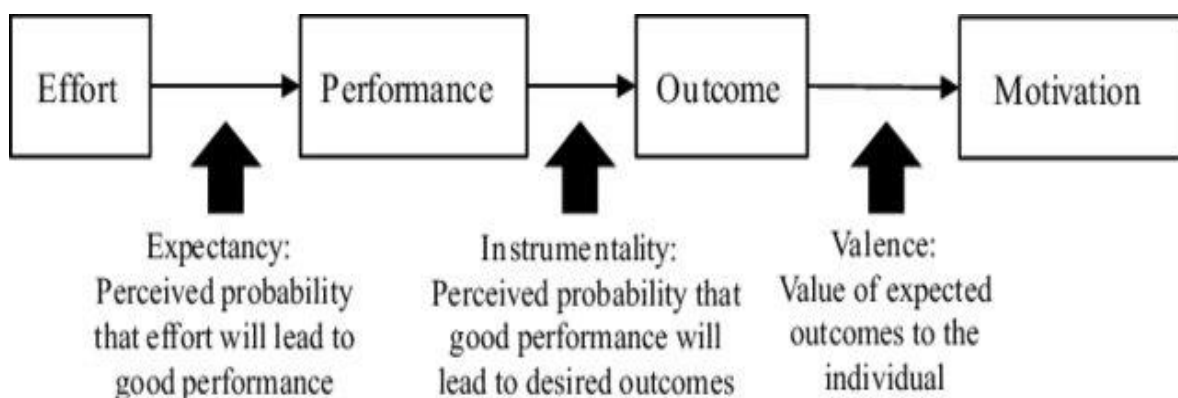 Effort
Performance
Outcome
Motivation
Expectancy:
Perceived probability
that effort will lead to
good performance
Instrumentality:
Perceived probability that
good performance will
lead to desired outcomes
Valence:
Value of expected
outcomes to the
individual